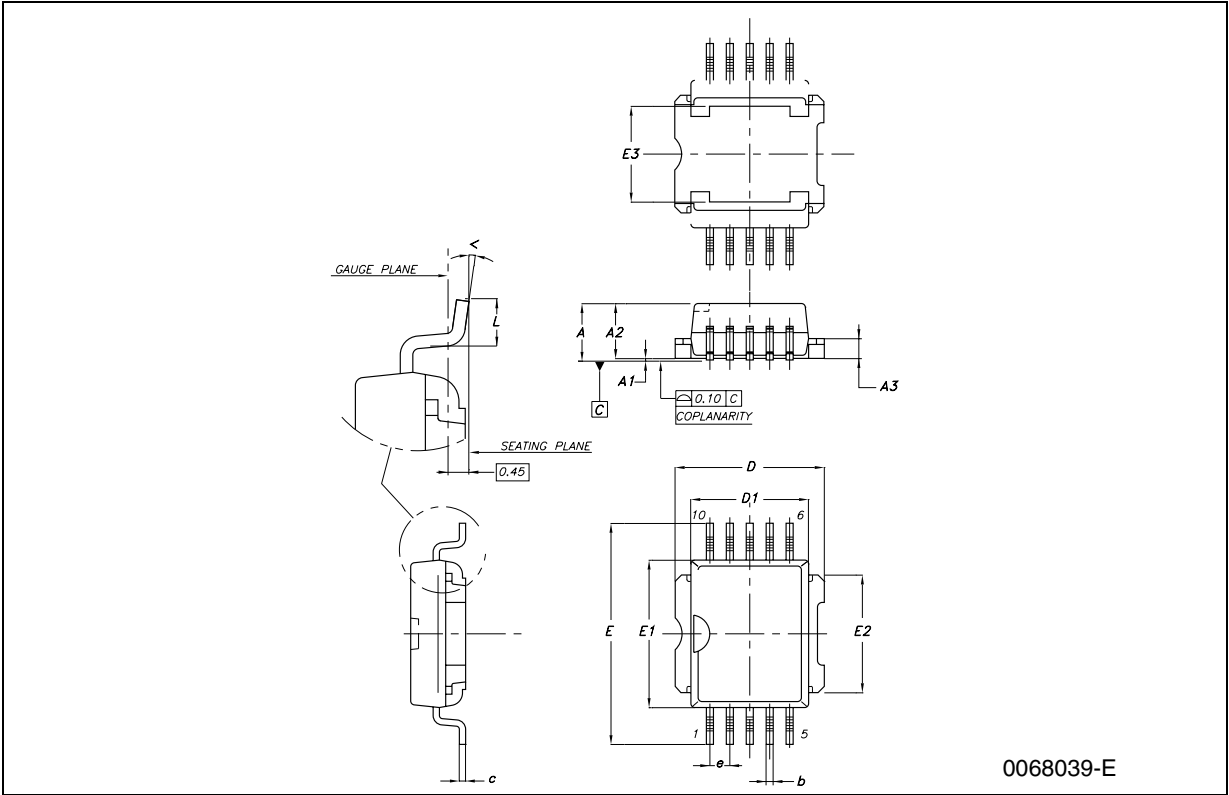 E3
GAUGE PLANE
<
L
A
A2
A1
A3
C
⌓ 0.10 C
COPLANARITY
SEATING PLANE
0.45
D
D1
10
6
E
E1
E2
1
5
e
b
c
0068039-E